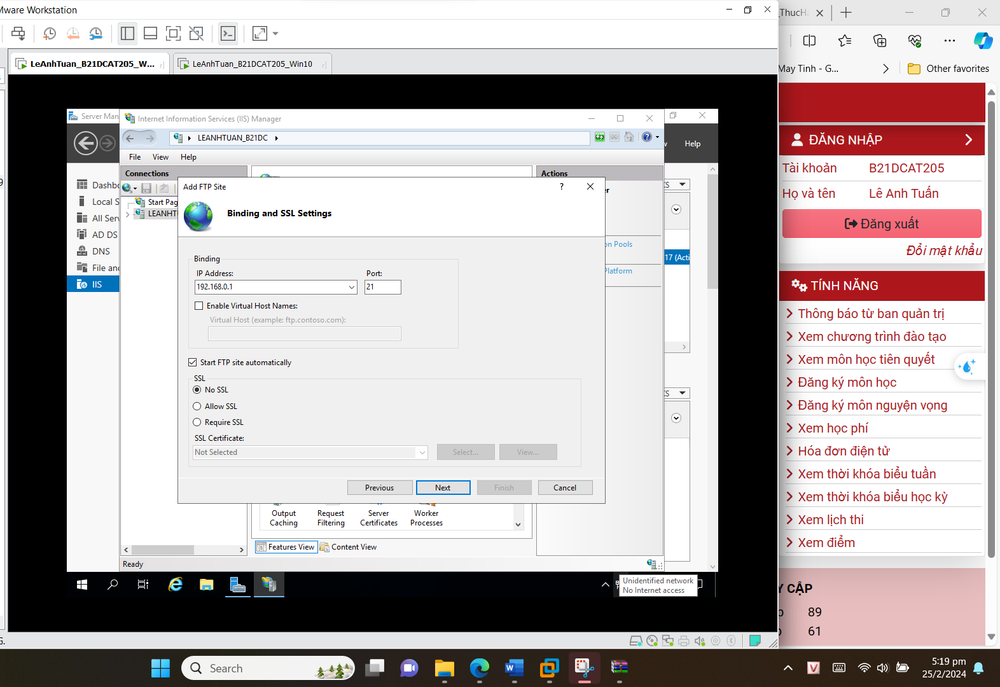 Mware Workstation
LeAnhTuan_B21DCAT205_W...
LeAnhTuan_B21DCAT205_Win10
Server Man
Internet Information Services (IIS) Manager
LEANHTUAN_B21DC
File View Help
Help
Connections
Actions
Start Pag
LEANHT
Dashbo
Local S
All Serv
AD DS
DNS
File and
IIS
Add FTP Site
?
Binding and SSL Settings
Binding
IP Address:
Port:
192.168.0.1
21
Enable Virtual Host Names:
Virtual Host (example: ftp.contoso.com):
Start FTP site automatically
SSL
No SSL
Allow SSL
Require SSL
SSL Certificate:
Not Selected
Select...
View...
Previous
Next
Finish
Cancel
er
on Pools
17 (Acti
Platform
Output Caching
Request Filtering
Server Certificates
Worker Processes
Features View
Content View
Ready
Unidentified network
No Internet access
_ThucH
May Tinh - G...
Other favorites
ĐĂNG NHẬP
Tài khoản B21DCAT205
Họ và tên Lê Anh Tuấn
Đăng xuất
Đổi mật khẩu
TÍNH NĂNG
Thông báo từ ban quản trị
Xem chương trình đào tạo
Xem môn học tiên quyết
Đăng ký môn học
Đăng ký môn nguyện vọng
Xem học phí
Hóa đơn điện tử
Xem thời khóa biểu tuần
Xem thời khóa biểu học kỳ
Xem lịch thi
Xem điểm
Y CẬP
89
61
Search
5:19 pm
25/2/2024